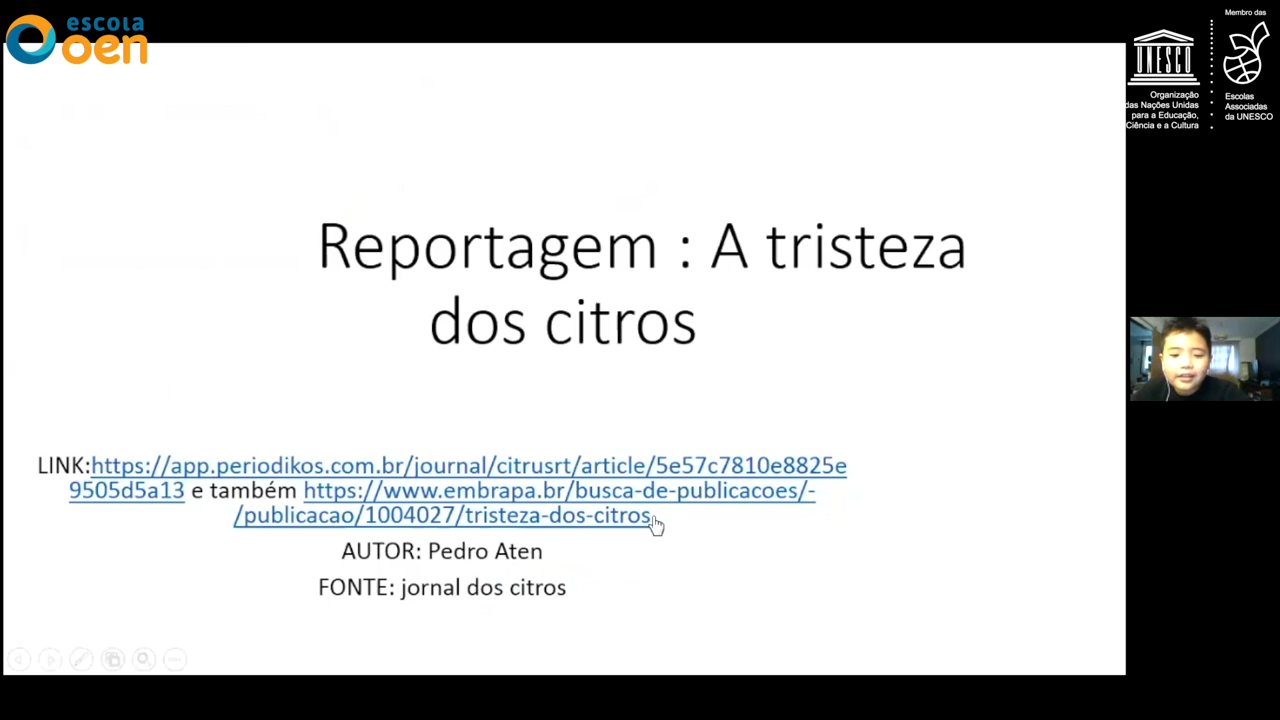 escola
oen
Membro das
UNESCO
Organização
das Nações Unidas
para a Educação,
Ciência e a Cultura
Escolas
Associadas
da UNESCO
Reportagem : A tristeza
dos citros
LINK:https://app.periodikos.com.br/journal/citrusrt/article/5e57c7810e8825e
9505d5a13 e também https://www.embrapa.br/busca-de-publicacoes/-
/publicacao/1004027/tristeza-dos-citros
AUTOR: Pedro Aten
FONTE: jornal dos citros